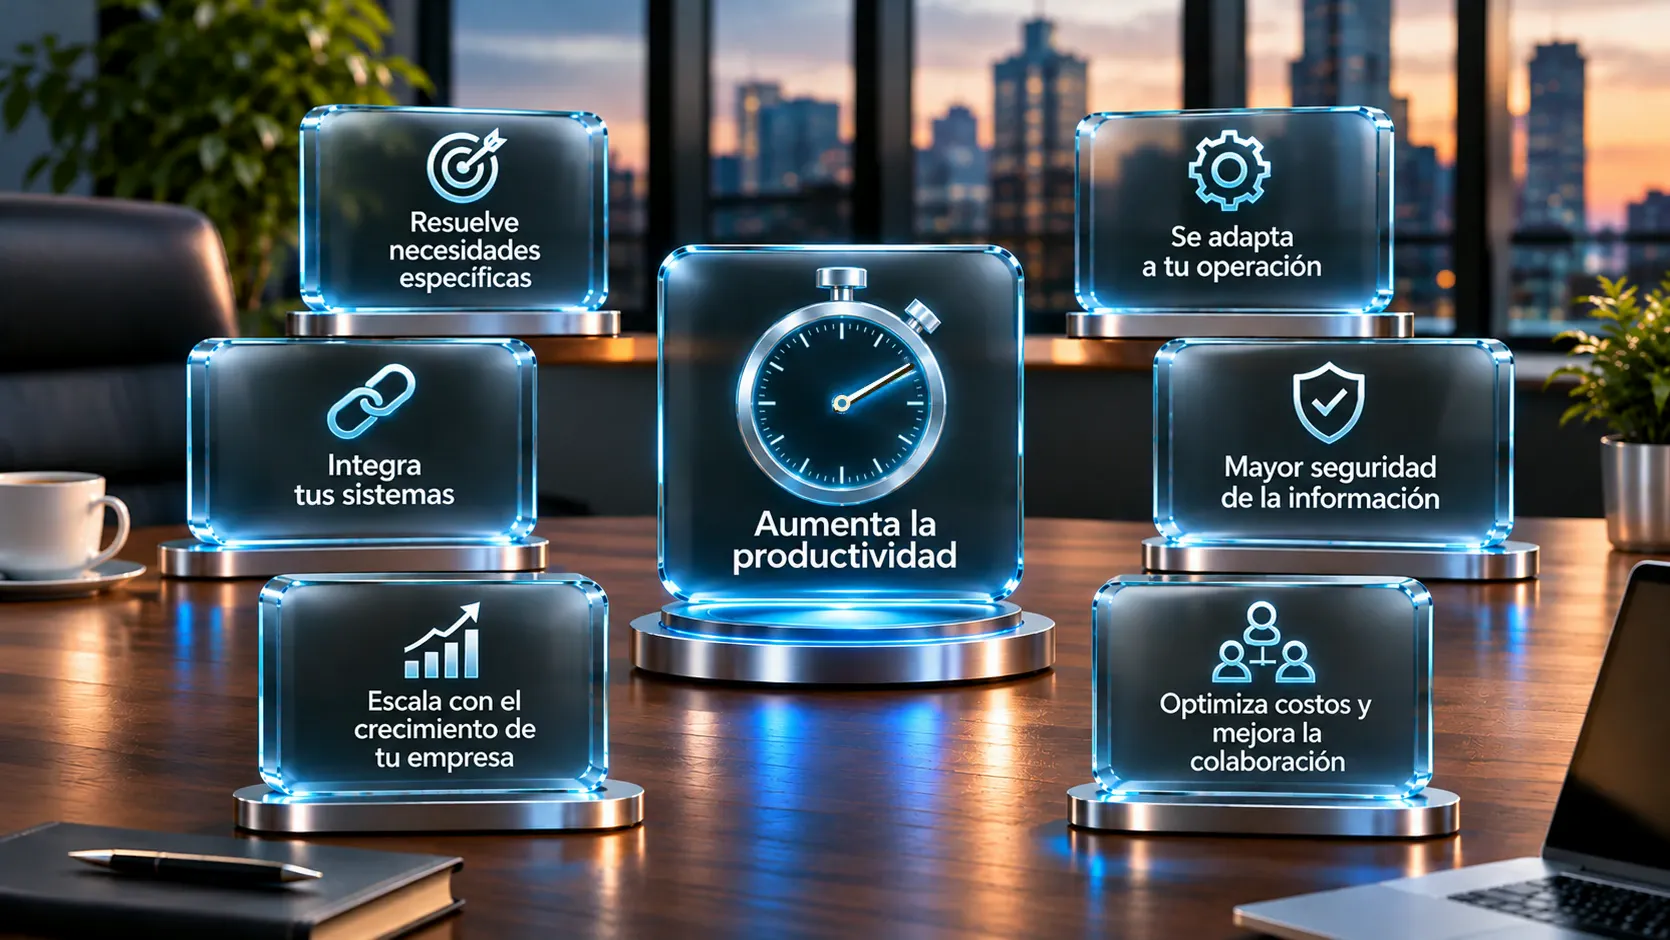 Resuelve
necesidades
específicas
Se adapta
a tu operación
Integra
tus sistemas
Aumenta la
productividad
Mayor seguridad
de la información
Escala con el
crecimiento de
tu empresa
Optimiza costos y
mejora la
colaboración